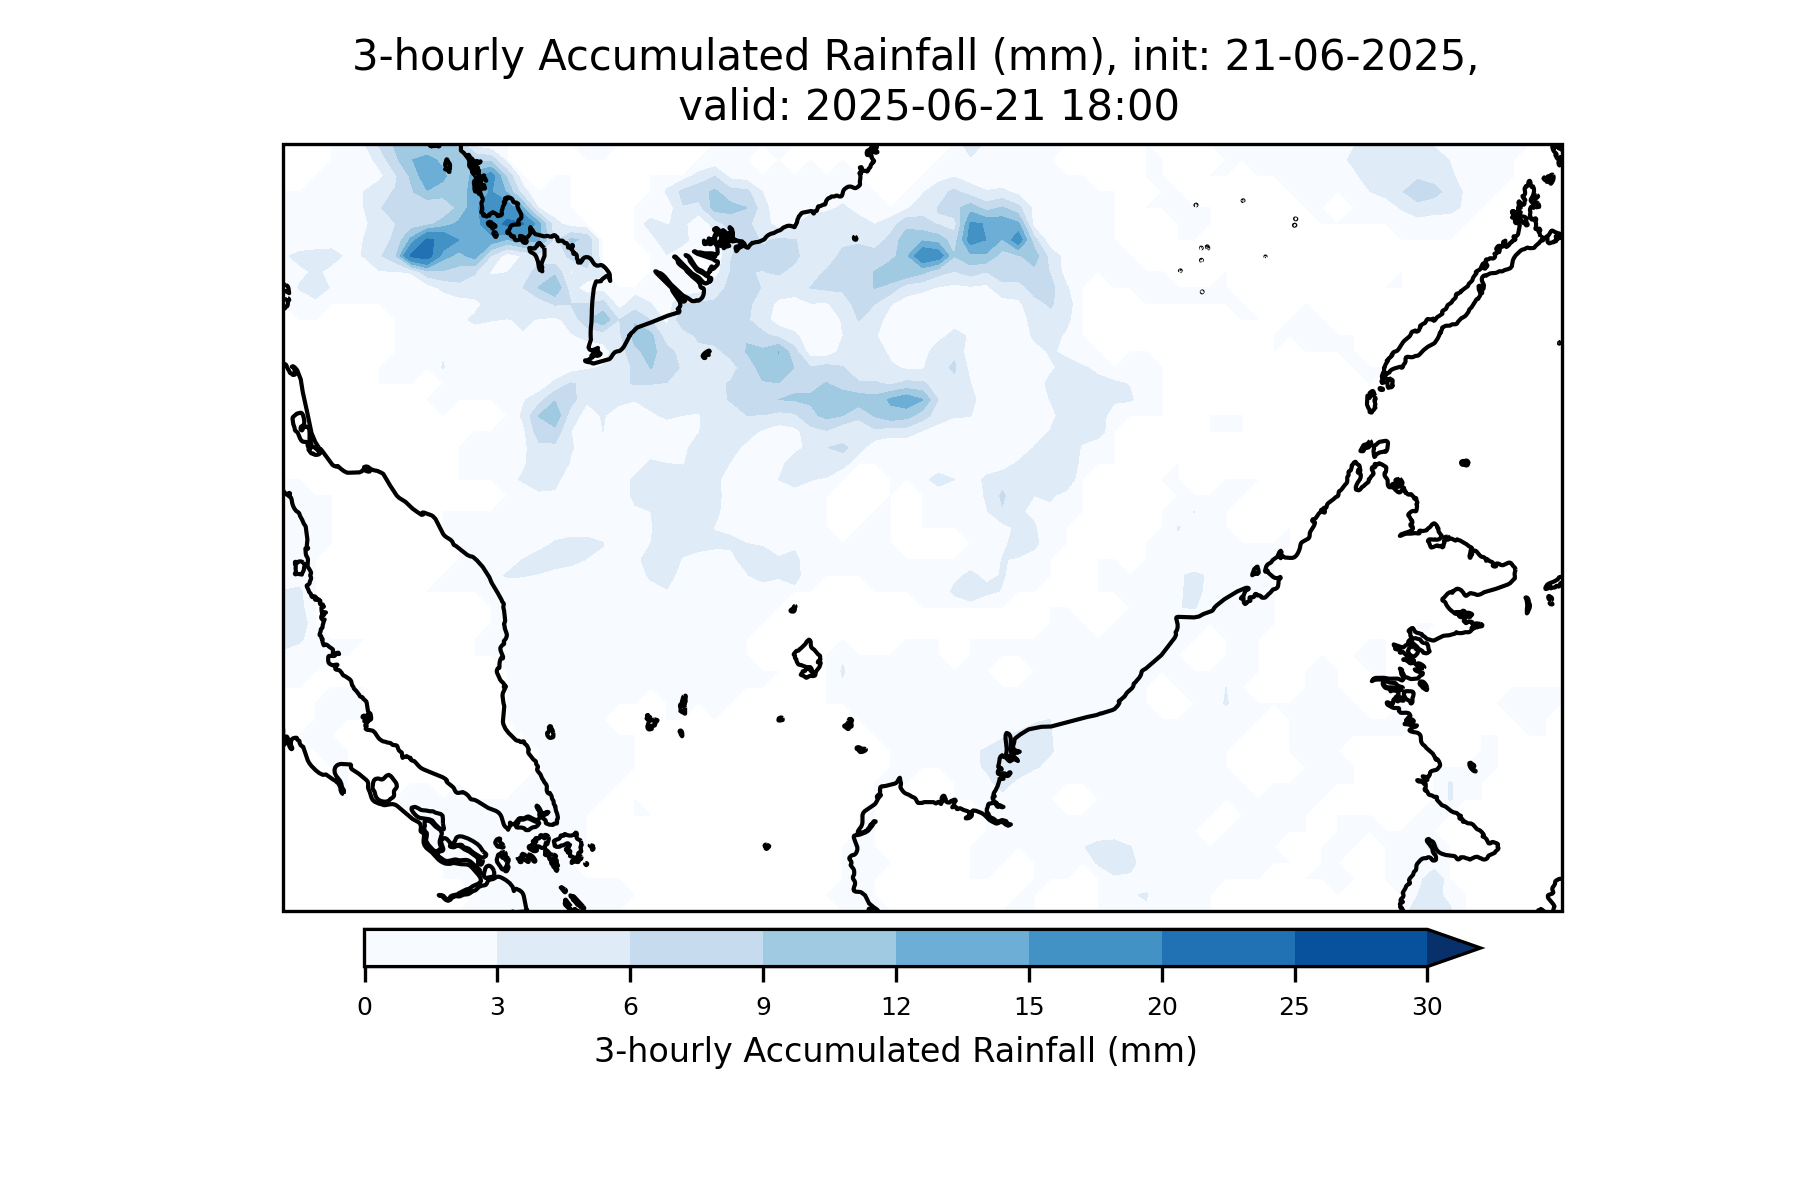 3-hourly Accumulated Rainfall (mm), init: 21-06-2025,
valid: 2025-06-21 18:00
0 3 6 9 12 15 20 25 30
3-hourly Accumulated Rainfall (mm)